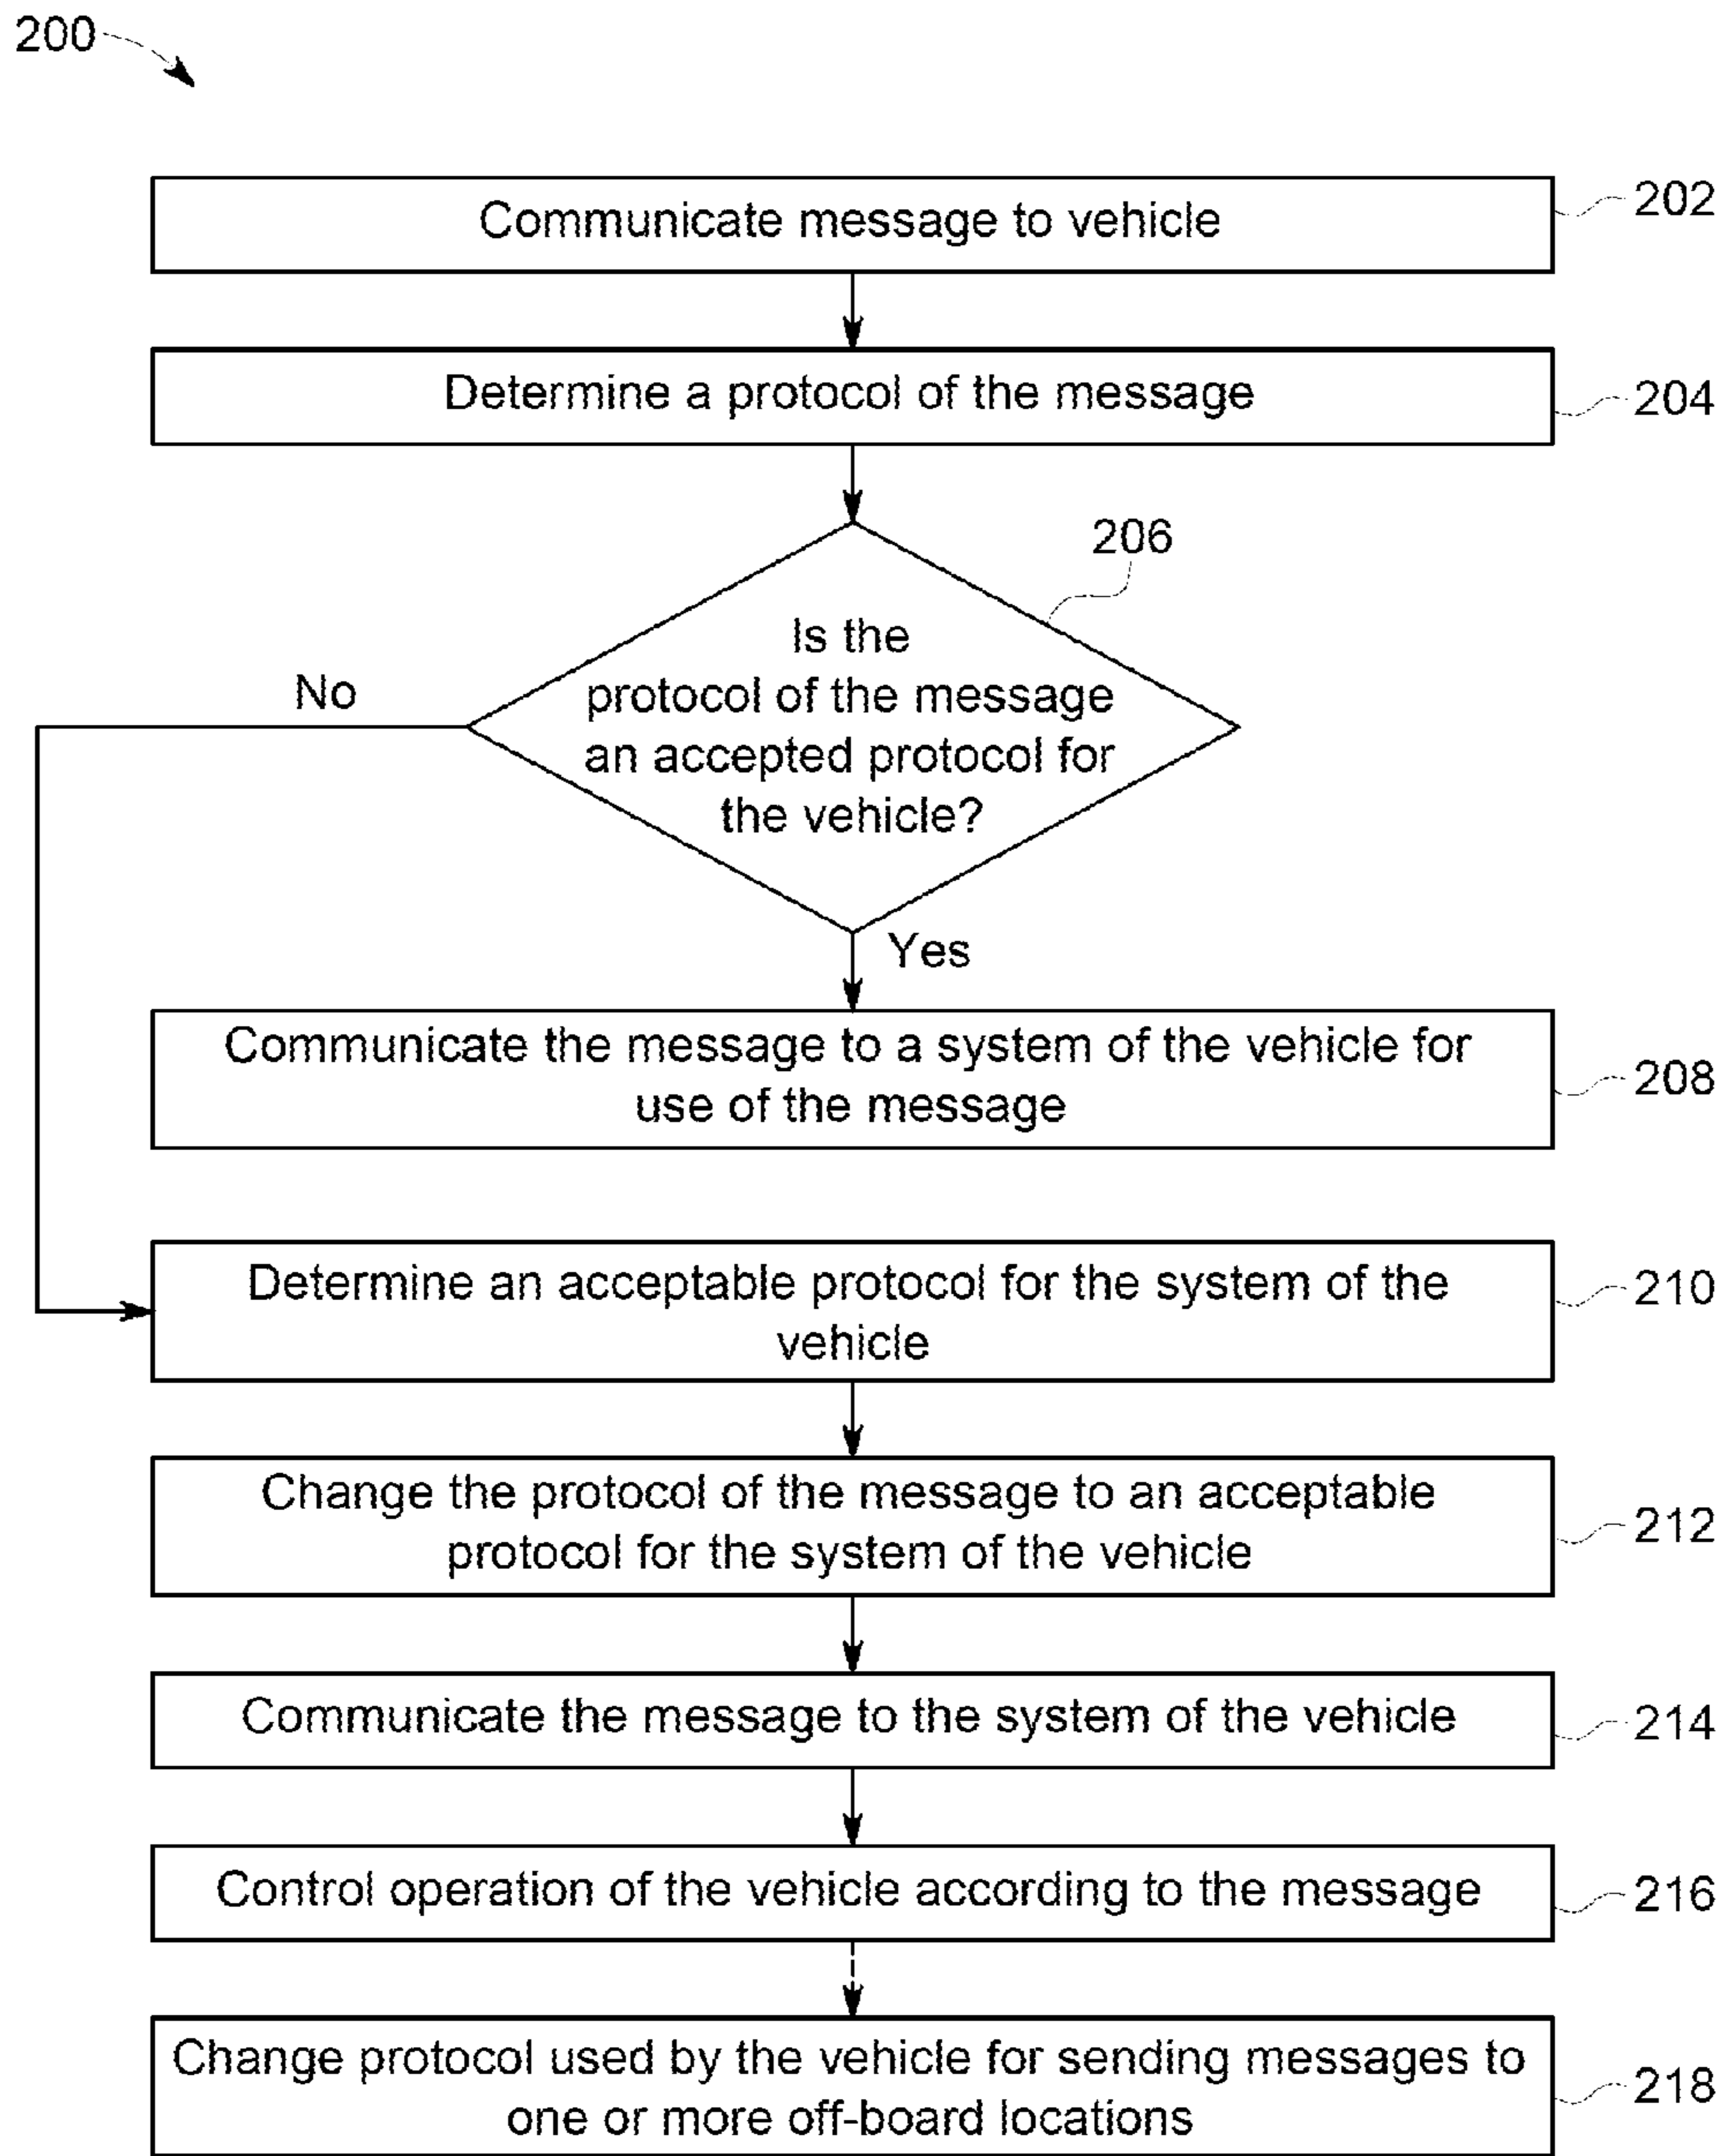 200
Communicate message to vehicle
202
Determine a protocol of the message
204
206
Is the
protocol of the message
an accepted protocol for
the vehicle?
No
Yes
Communicate the message to a system of the vehicle for
use of the message
208
Determine an acceptable protocol for the system of the
vehicle
210
Change the protocol of the message to an acceptable
protocol for the system of the vehicle
212
Communicate the message to the system of the vehicle
214
Control operation of the vehicle according to the message
216
Change protocol used by the vehicle for sending messages to
one or more off-board locations
218